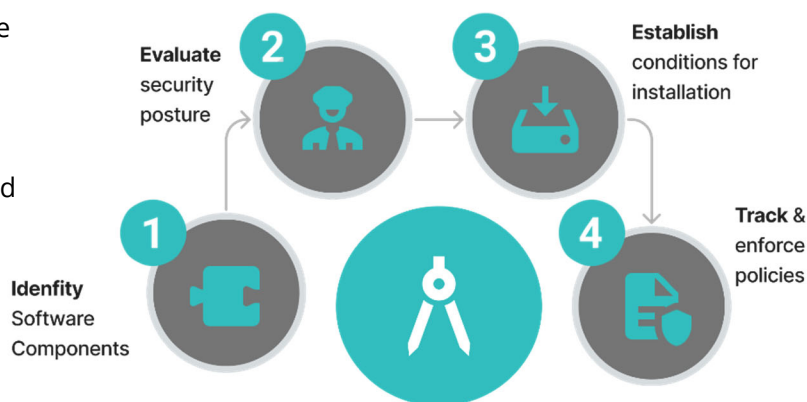 e
d
1
Idenfity
Software
Components
2
Evaluate
security
posture
3
Establish
conditions for
installation
4
Track &
enforce
policies